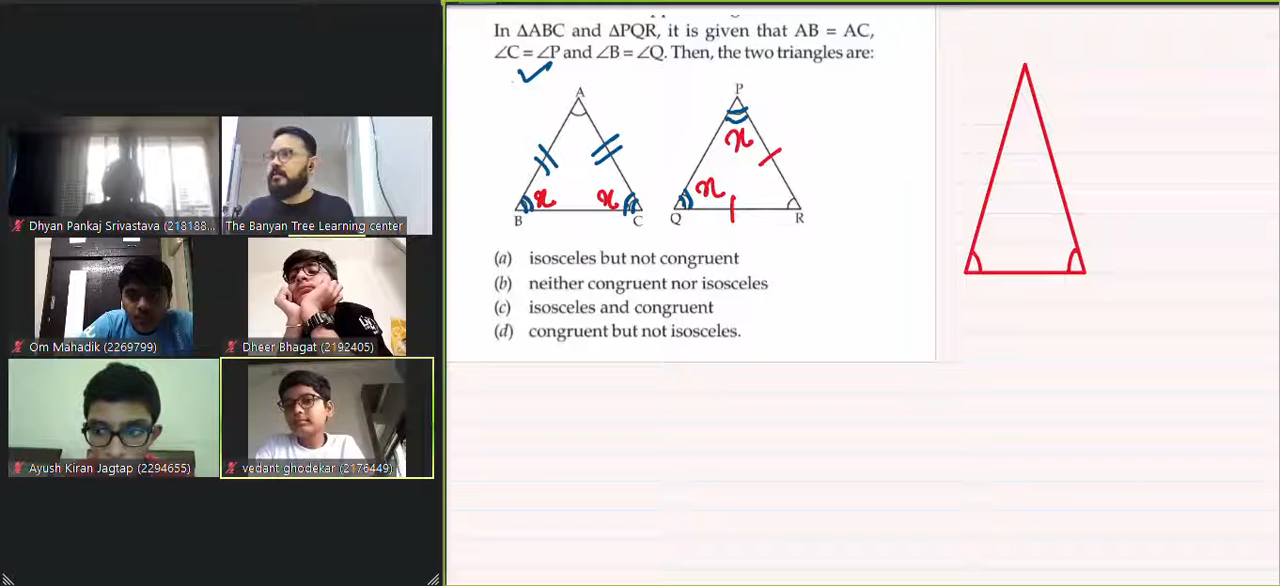 In ΔABC and ΔPQR, it is given that AB = AC,
∠C = ∠P and ∠B = ∠Q. Then, the two triangles are:
A
B
C
x
x
P
Q
R
x
x
(a) isosceles but not congruent
(b) neither congruent nor isosceles
(c) isosceles and congruent
(d) congruent but not isosceles.
Dhyan Pankaj Srivastava (218188...
The Banyan Tree Learning center
Om Mahadik (2269799)
Dheer Bhagat (2192405)
Ayush Kiran Jagtap (2294655)
vedant ghodekar (2176449)